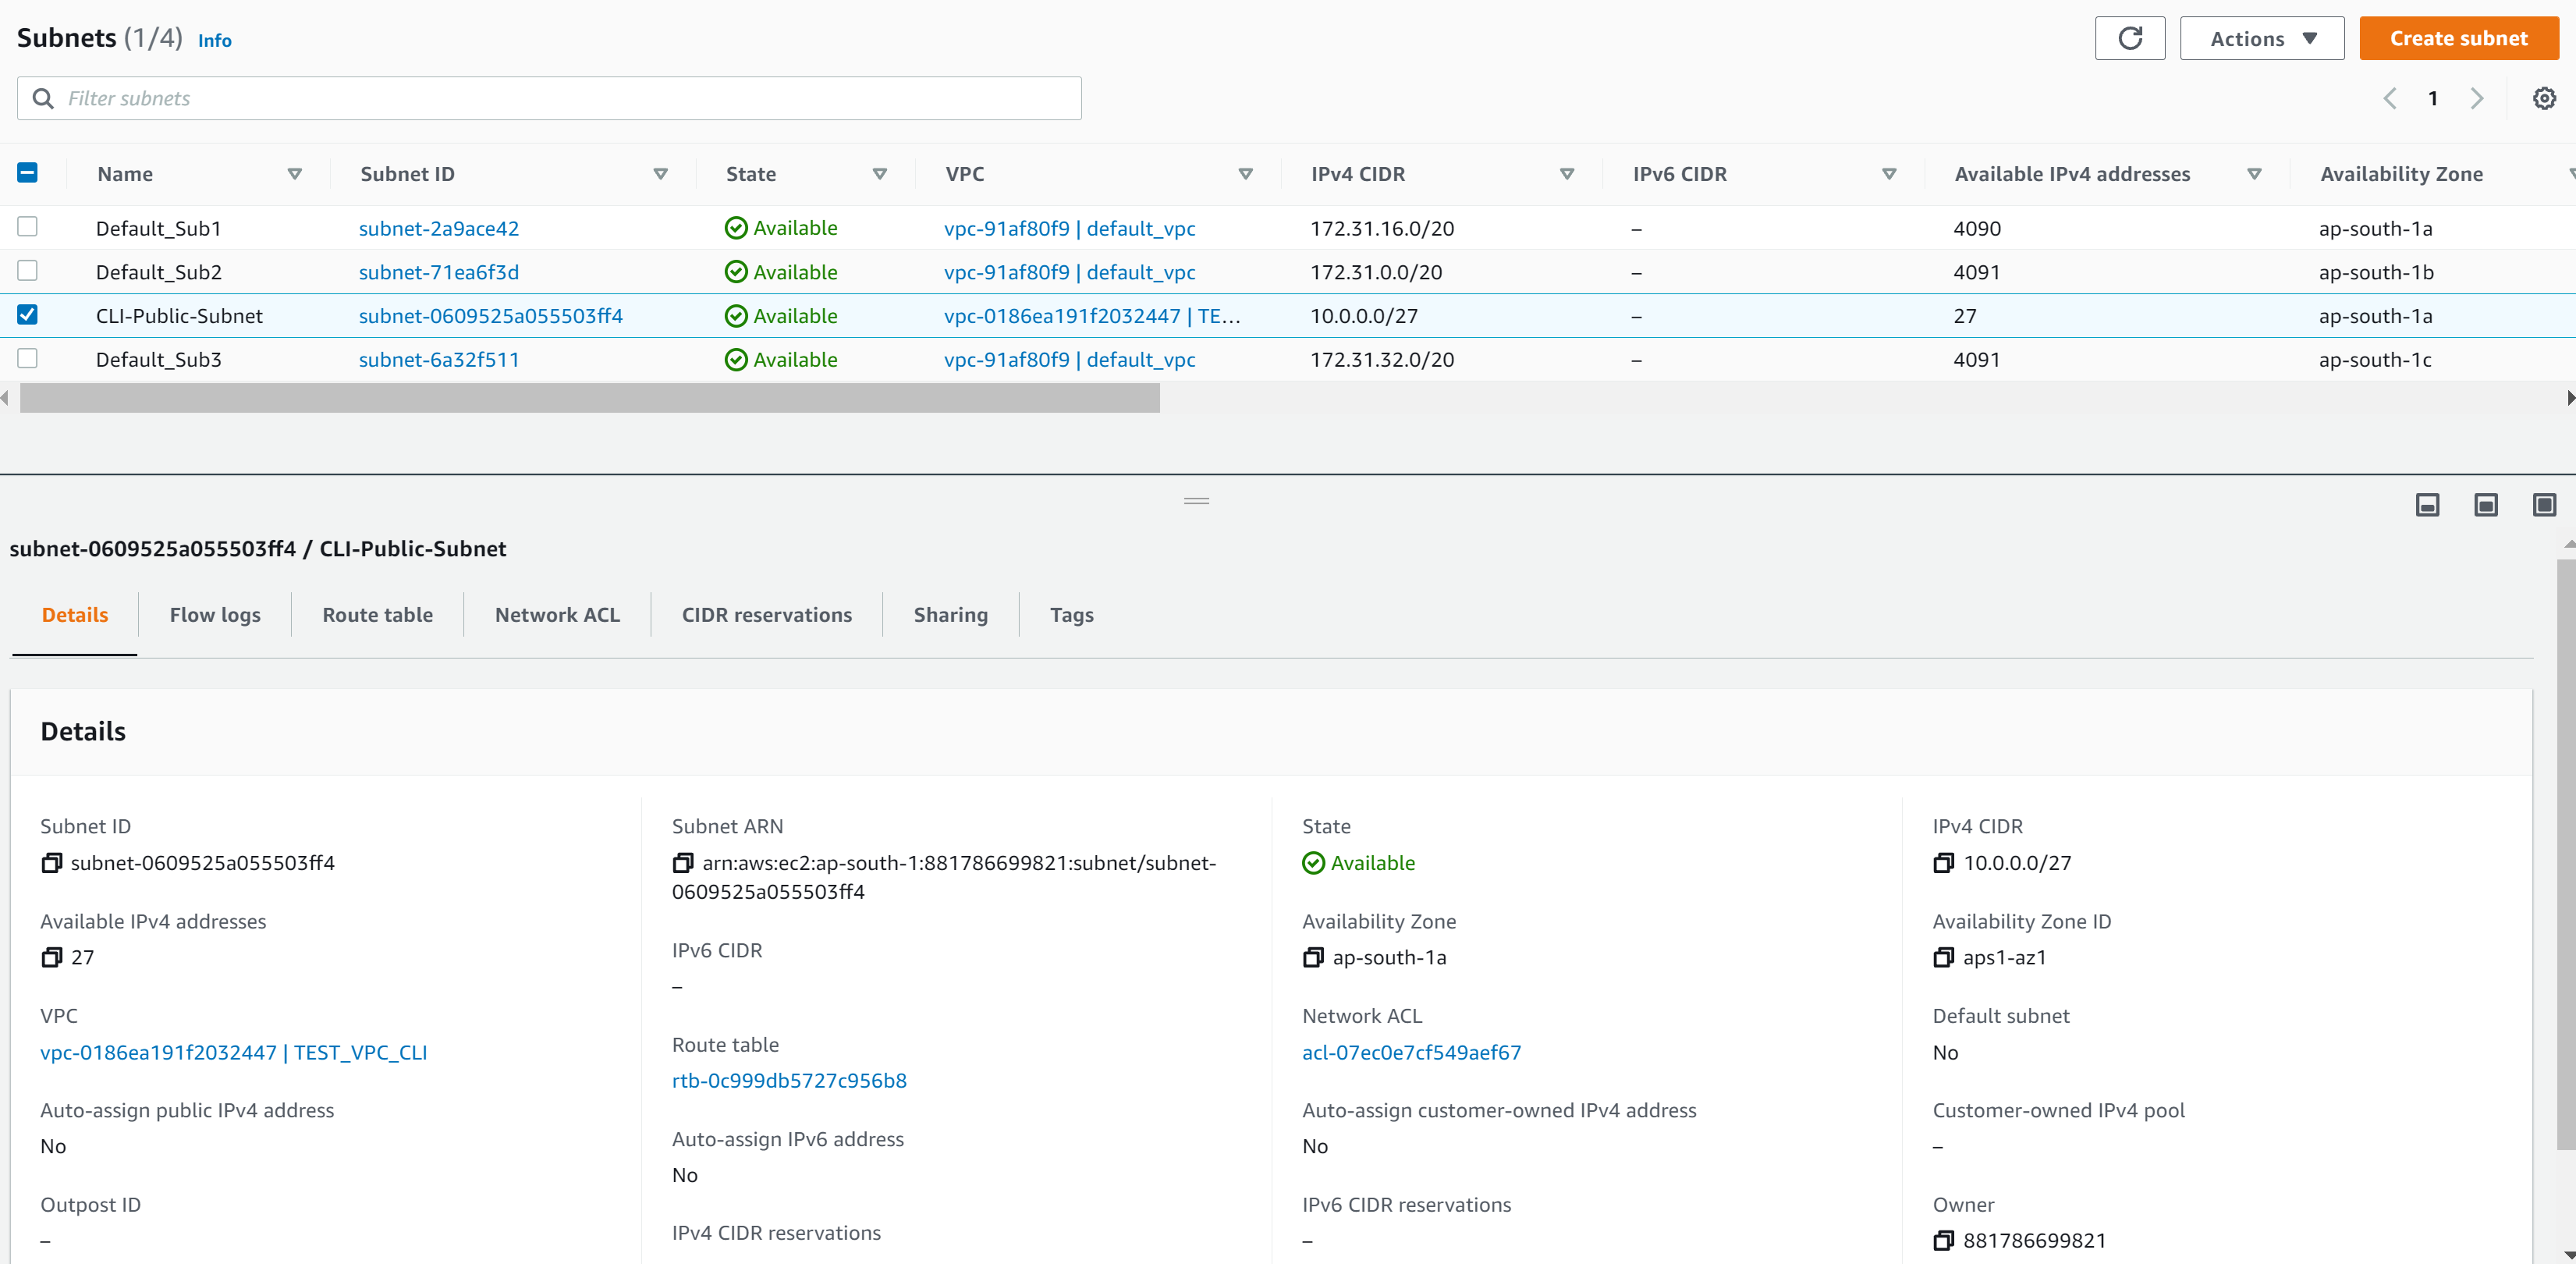 Subnets (1/4) Info
Actions
Create subnet
Filter subnets
1
Name Subnet ID State VPC IPv4 CIDR IPv6 CIDR Available IPv4 addresses Availability Zone
Default_Sub1 subnet-2a9ace42 Available vpc-91af80f9 | default_vpc 172.31.16.0/20 – 4090 ap-south-1a
Default_Sub2 subnet-71ea6f3d Available vpc-91af80f9 | default_vpc 172.31.0.0/20 – 4091 ap-south-1b
CLI-Public-Subnet subnet-0609525a055503ff4 Available vpc-0186ea191f2032447 | TE... 10.0.0.0/27 – 27 ap-south-1a
Default_Sub3 subnet-6a32f511 Available vpc-91af80f9 | default_vpc 172.31.32.0/20 – 4091 ap-south-1c
subnet-0609525a055503ff4 / CLI-Public-Subnet
Details Flow logs Route table Network ACL CIDR reservations Sharing Tags
Details
Subnet ID
subnet-0609525a055503ff4
Available IPv4 addresses
27
VPC
vpc-0186ea191f2032447 | TEST_VPC_CLI
Auto-assign public IPv4 address
No
Outpost ID
–
Subnet ARN
arn:aws:ec2:ap-south-1:881786699821:subnet/subnet-
0609525a055503ff4
IPv6 CIDR
–
Route table
rtb-0c999db5727c956b8
Auto-assign IPv6 address
No
IPv4 CIDR reservations
State
Available
Availability Zone
ap-south-1a
Network ACL
acl-07ec0e7cf549aef67
Auto-assign customer-owned IPv4 address
No
IPv6 CIDR reservations
–
IPv4 CIDR
10.0.0.0/27
Availability Zone ID
aps1-az1
Default subnet
No
Customer-owned IPv4 pool
–
Owner
881786699821